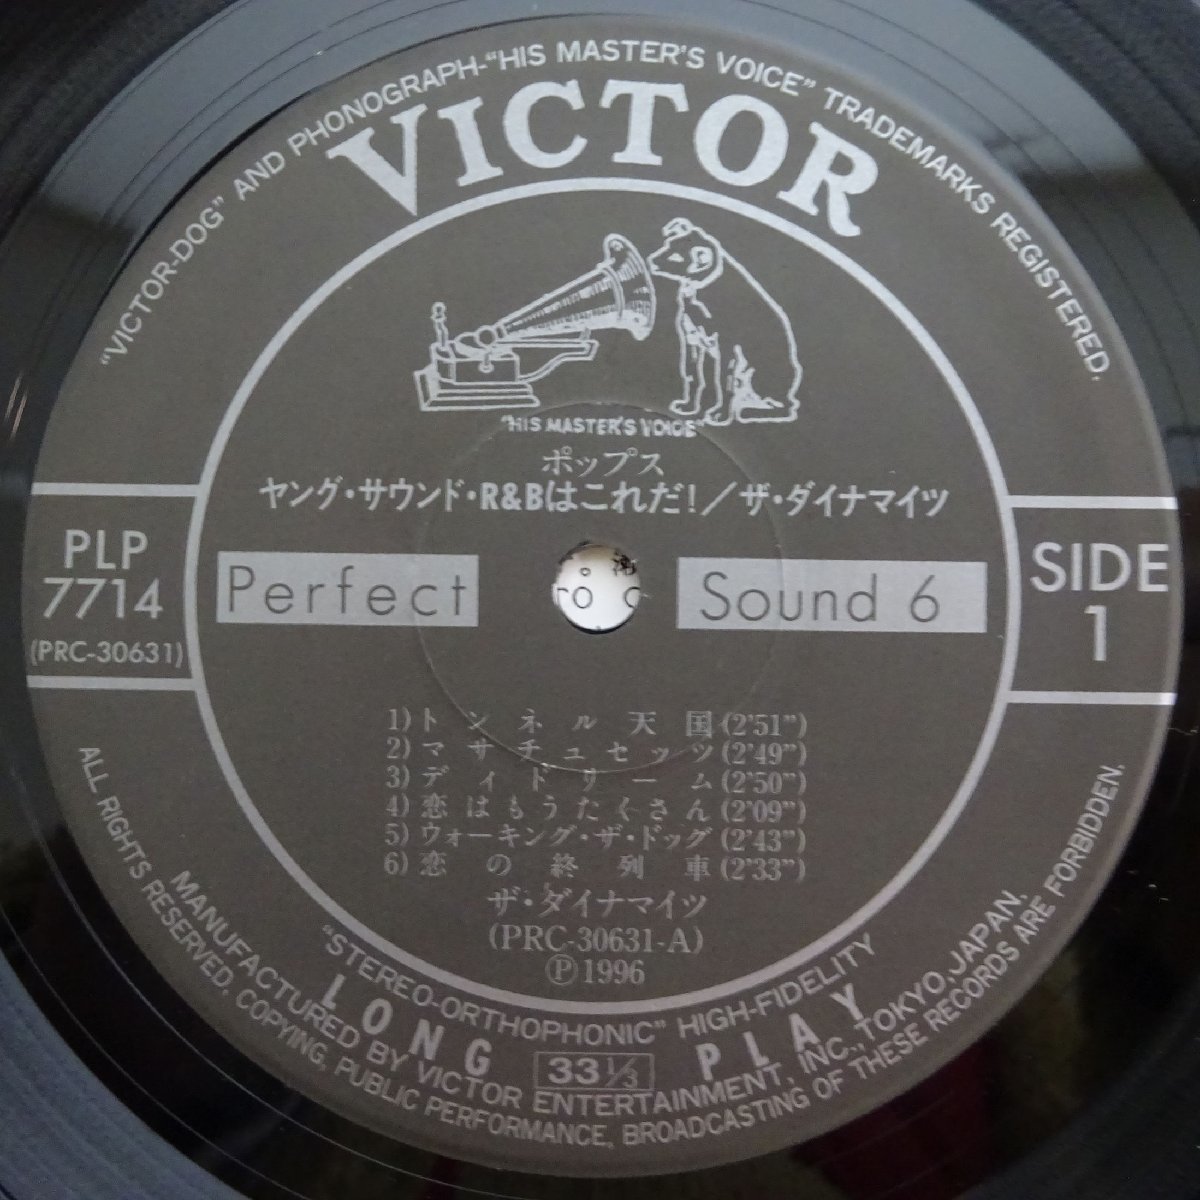 "VICTOR-DOG" AND PHONOGRAPH-"HIS MASTER'S VOICE" TRADEMARKS REGISTERED.
VICTOR
"HIS MASTER'S VOICE"
ポップス
ヤング・サウンド・R&Bはこれだ!/ザ・ダイナマイツ
PLP
7714
(PRC-30631)
Perfect
Sound 6
SIDE
1
1)トンネル天国(2'51")
2)マサチュセッツ(2'49")
3)デイドリーム(2'50")
4)恋はもうたくさん(2'09")
5)ウォーキング・ザ・ドッグ(2'43")
6)恋の終列車(2'33")
ザ・ダイナマイツ
(PRC-30631-A)
Ⓟ1996
"STEREO-ORTHOPHONIC" HIGH-FIDELITY
LONG 33 1/3 PLAY
MANUFACTURED BY VICTOR ENTERTAINMENT, INC., TOKYO, JAPAN.
ALL RIGHTS RESERVED. COPYING, PUBLIC PERFORMANCE, BROADCASTING OF THESE RECORDS ARE FORBIDDEN.